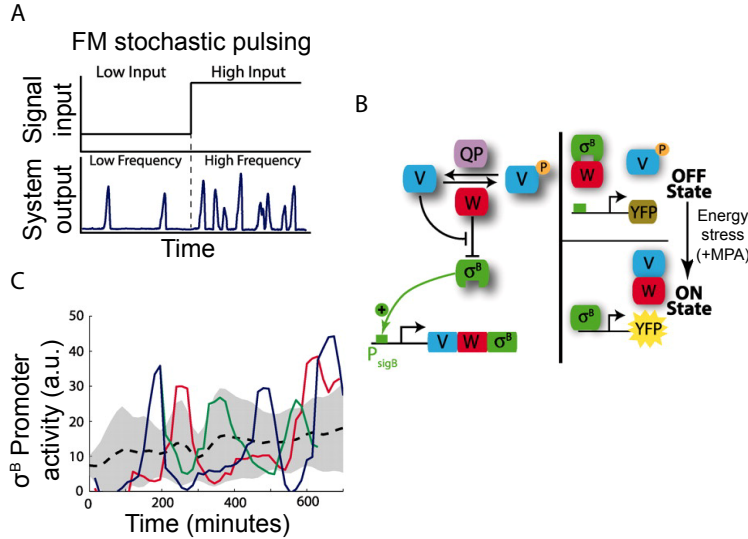 A
FM stochastic pulsing
Low Input
High Input
Signal
input
Low Frequency
High Frequency
System
output
Time
B
QP
V
V
P
W
σB
+
PsigB
V W σB
σB
W
V
P
OFF
State
YFP
Energy
stress
(+MPA)
V
W
ON
State
σB
YFP
C
σB Promoter
activity (a.u.)
50
40
30
20
10
0
0
200
400
600
Time (minutes)